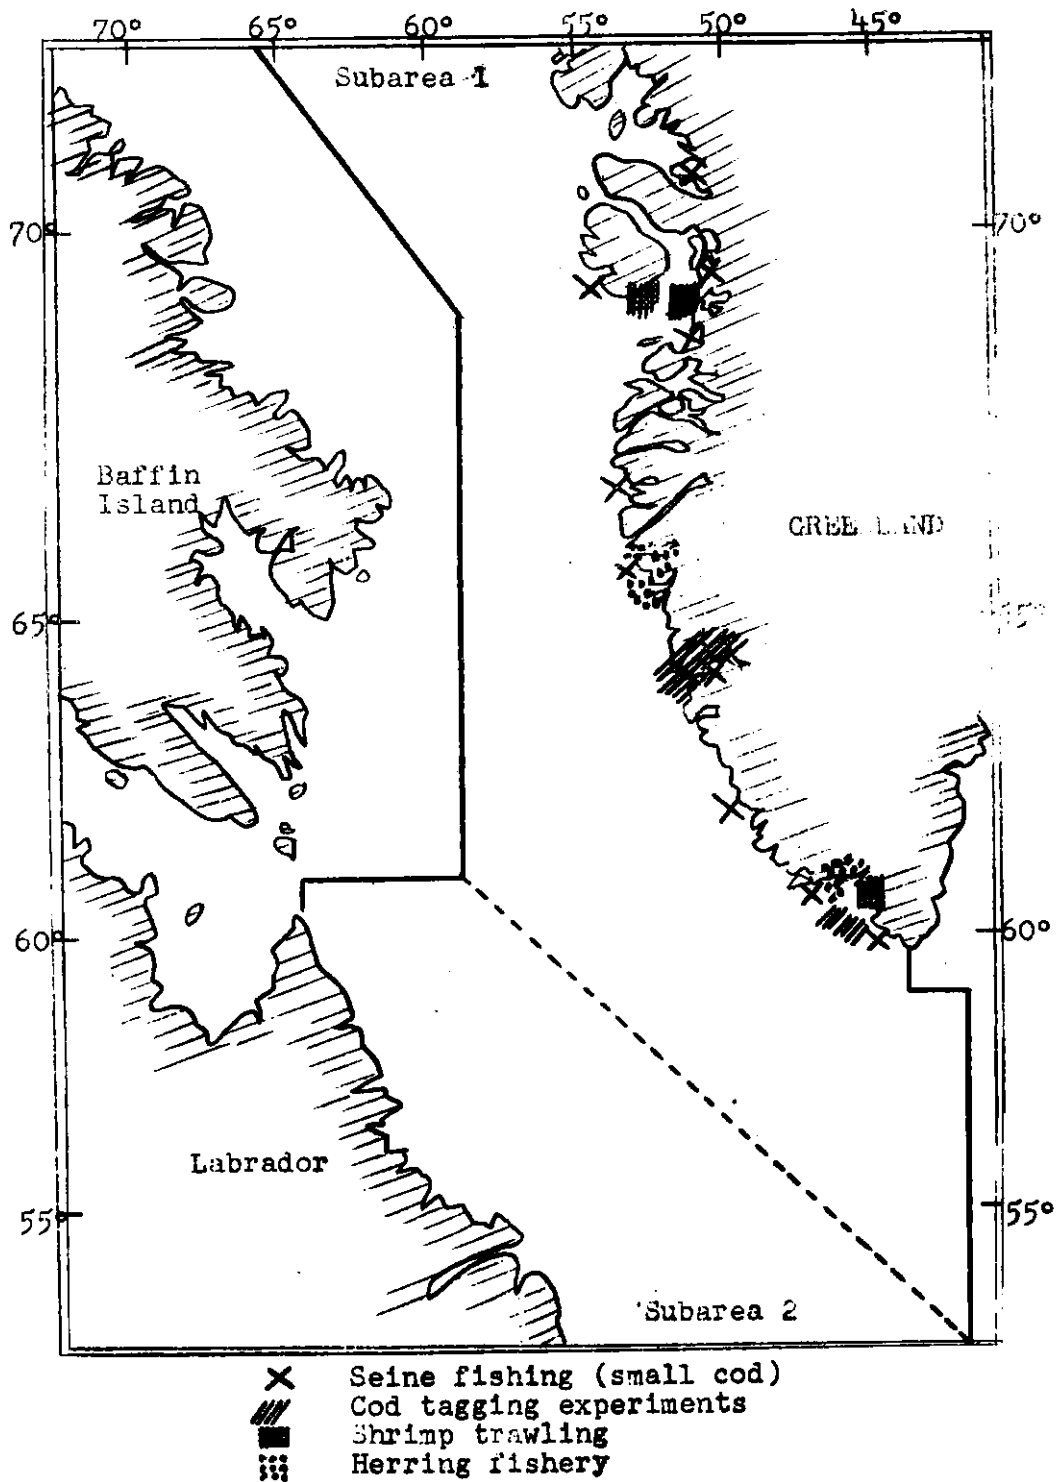 70° 65° 60° 55° 50° 45°
Subarea 1
70° 70°
Baffin
Island
65°
60° 60°
Labrador
55° 55°
Subarea 2
Seine fishing (small cod)
Cod tagging experiments
Shrimp trawling
Herring fishery